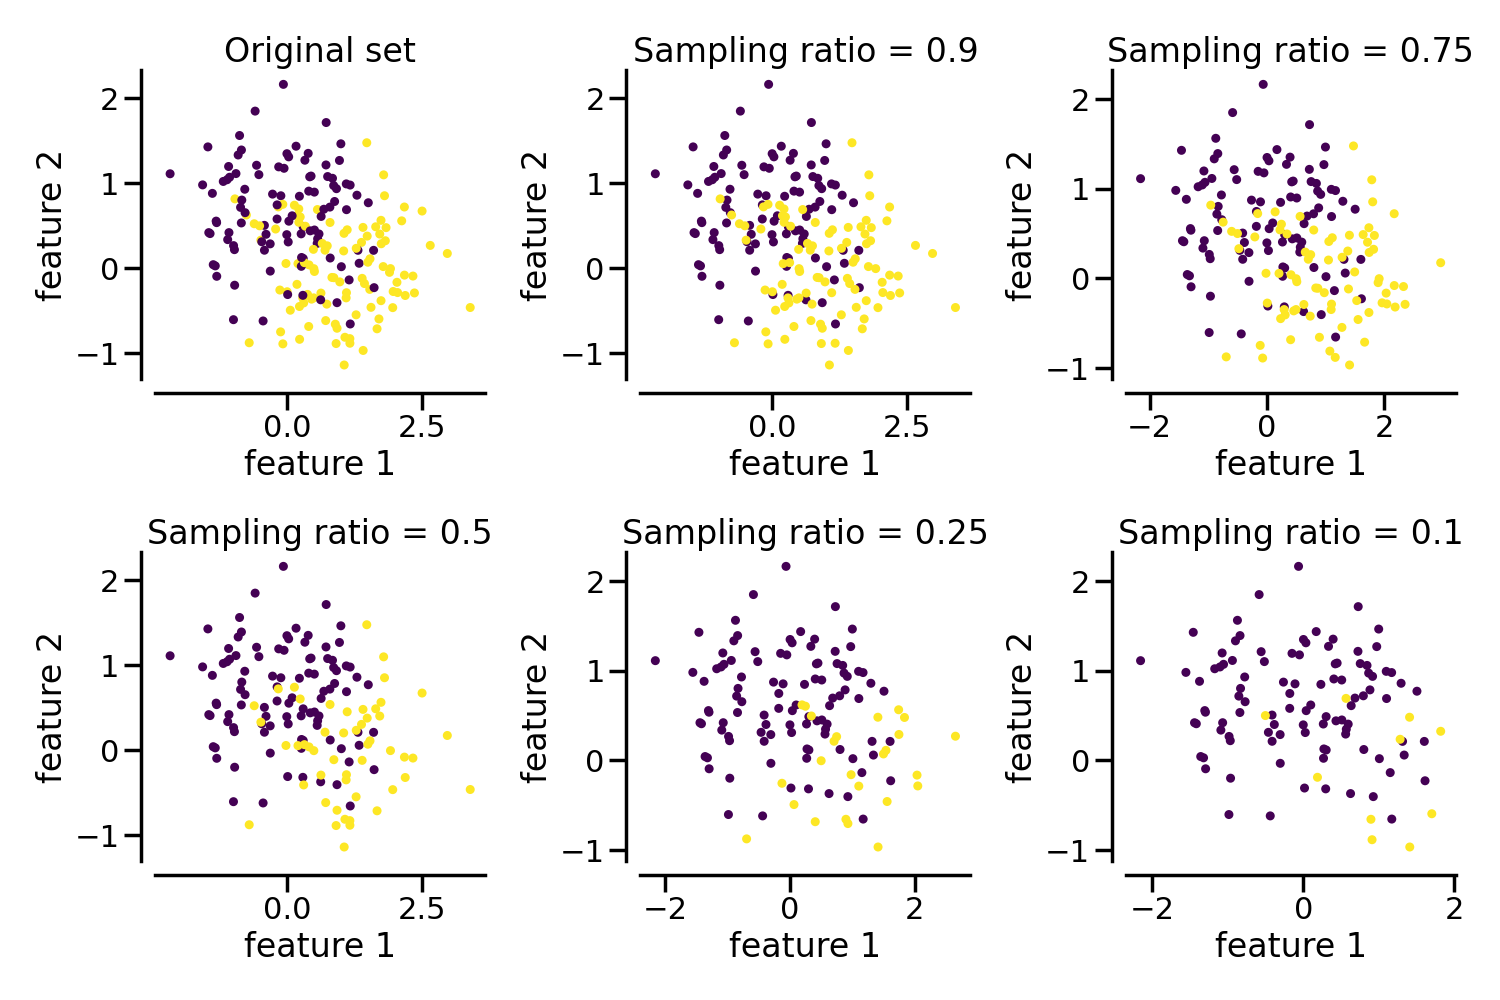 Original set
Sampling ratio = 0.9
Sampling ratio = 0.75
feature 2
2
1
0
−1
0.0 2.5
feature 1
feature 2
2
1
0
−1
0.0 2.5
feature 1
feature 2
2
1
0
−1
−2 0 2
feature 1
Sampling ratio = 0.5
Sampling ratio = 0.25
Sampling ratio = 0.1
feature 2
2
1
0
−1
0.0 2.5
feature 1
feature 2
2
1
0
−1
−2 0 2
feature 1
feature 2
2
1
0
−1
−2 0 2
feature 1